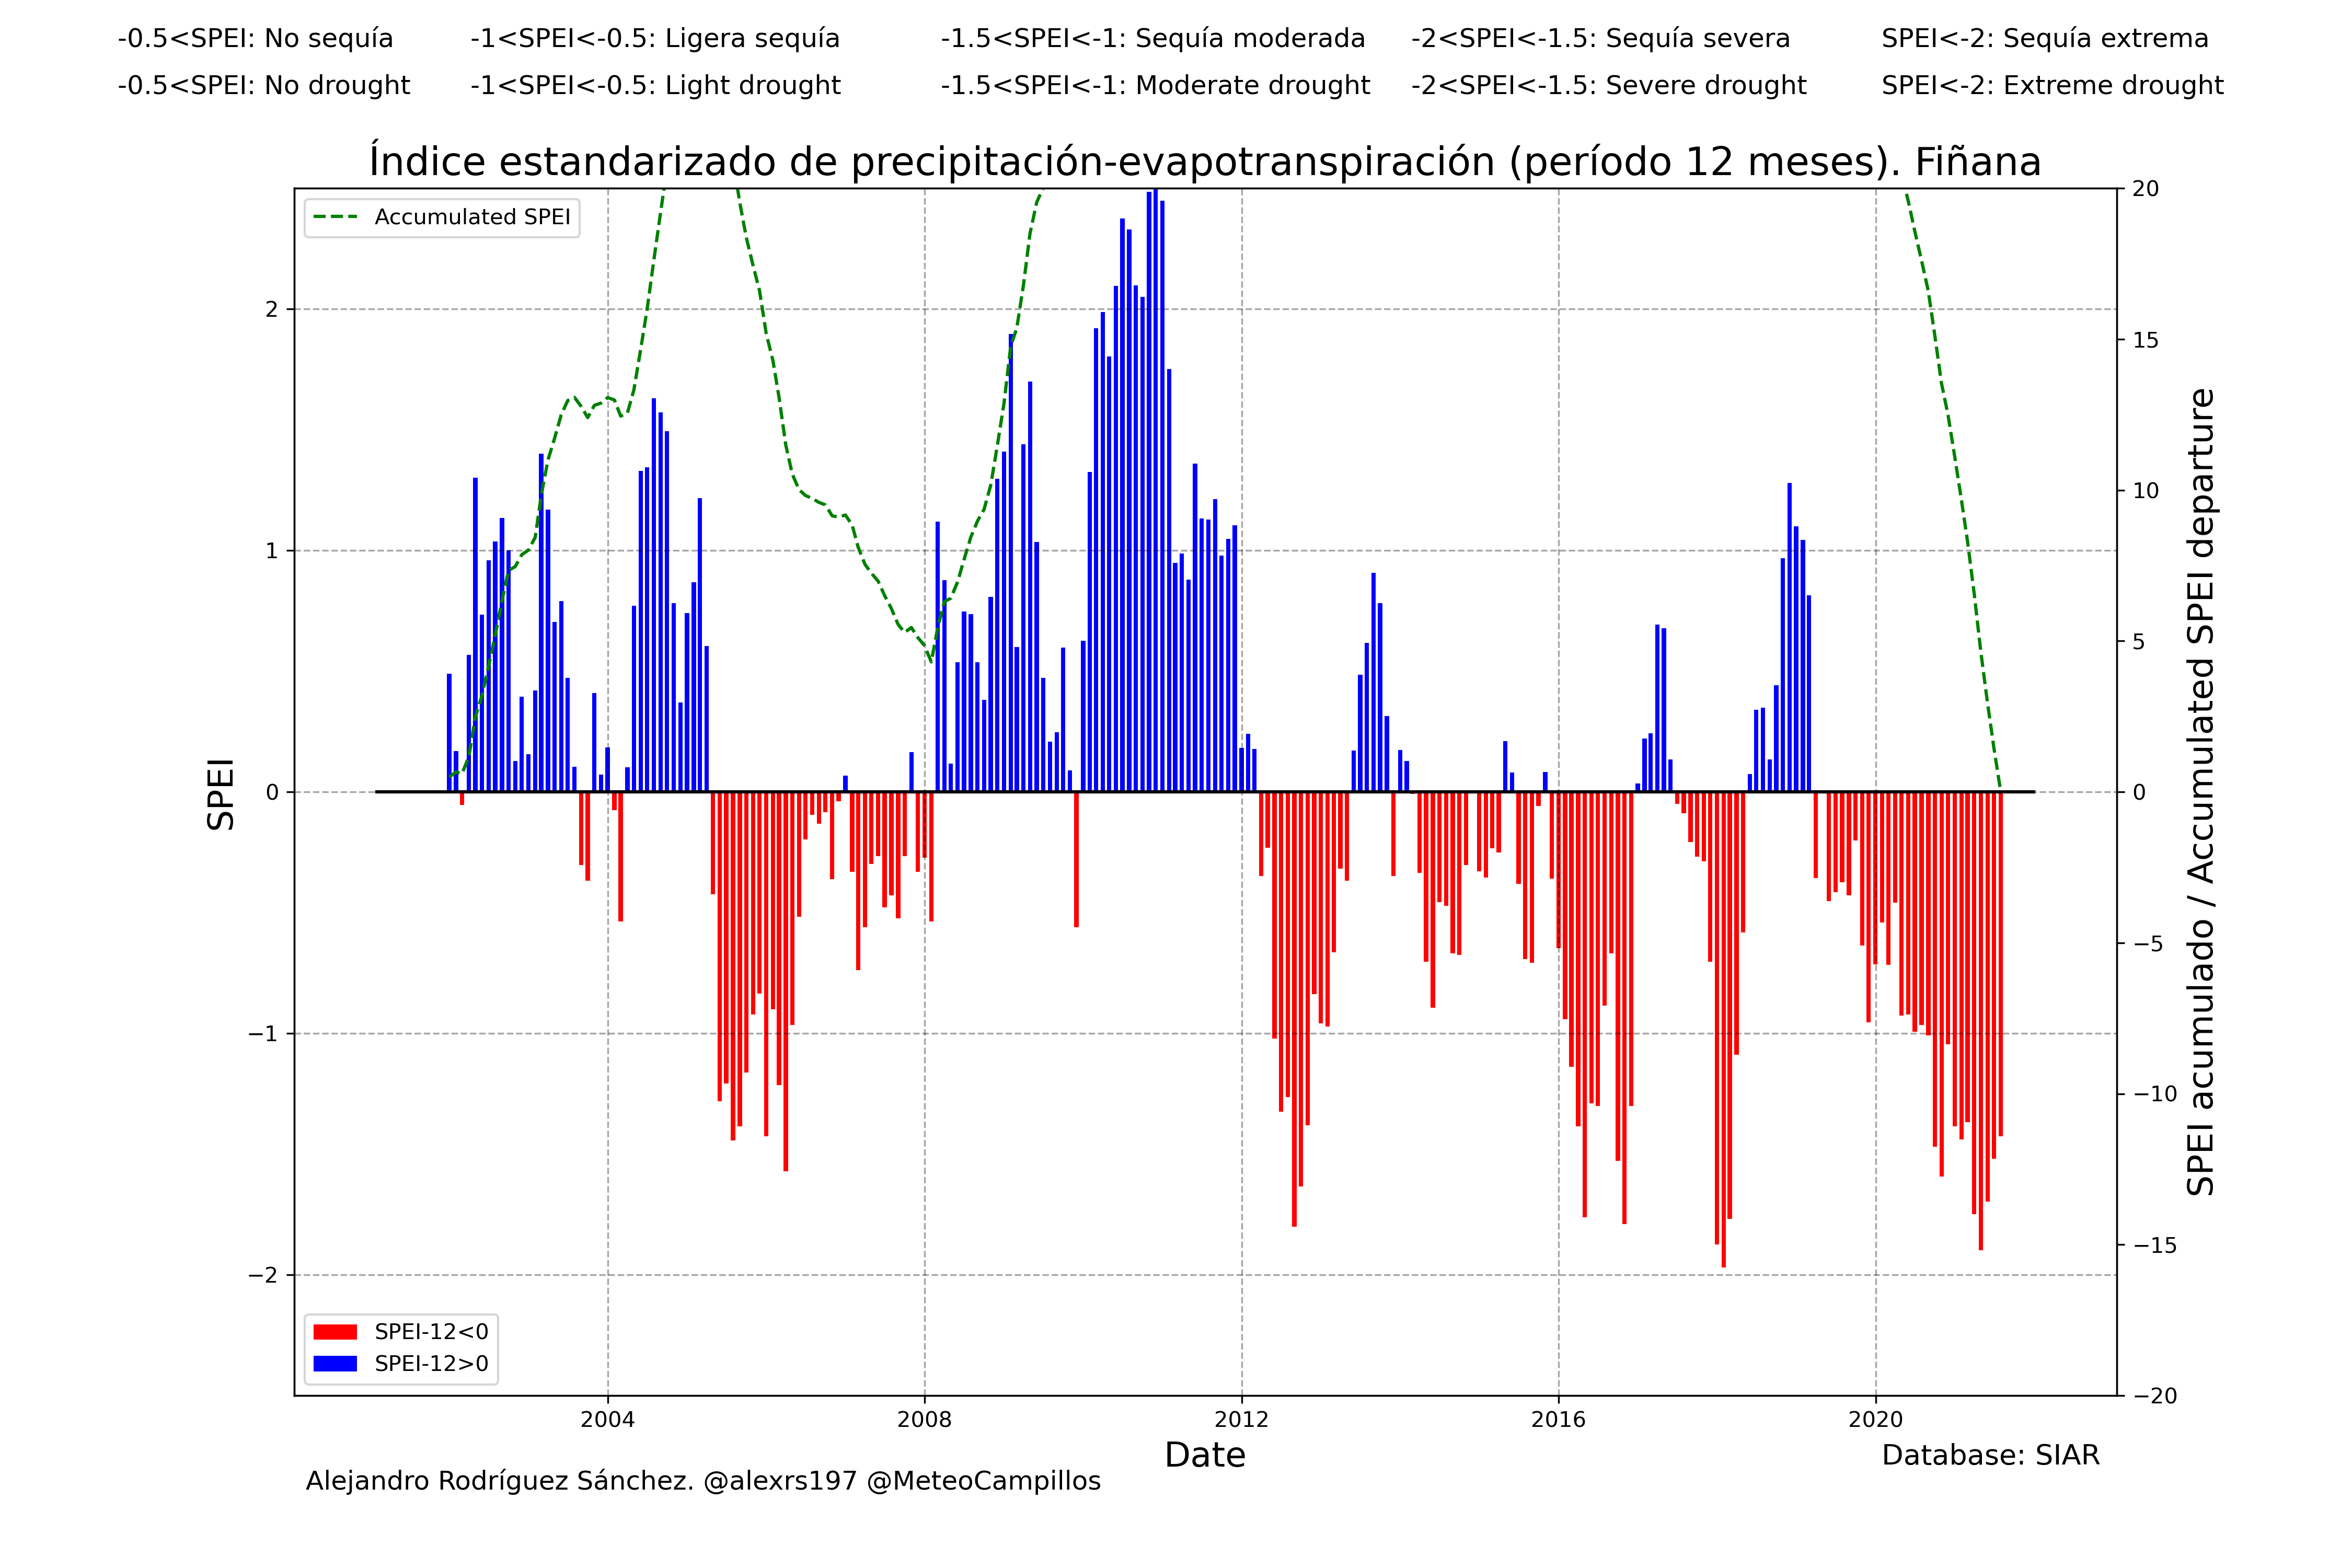 -0.5<SPEI: No sequía -1<SPEI<-0.5: Ligera sequía -1.5<SPEI<-1: Sequía moderada -2<SPEI<-1.5: Sequía severa SPEI<-2: Sequía extrema
-0.5<SPEI: No drought -1<SPEI<-0.5: Light drought -1.5<SPEI<-1: Moderate drought -2<SPEI<-1.5: Severe drought SPEI<-2: Extreme drought
Índice estandarizado de precipitación-evapotranspiración (período 12 meses). Fiñana
Accumulated SPEI
SPEI
2
1
0
−1
−2
20
15
10
5
0
−5
−10
−15
−20
SPEI acumulado / Accumulated SPEI departure
SPEI-12<0
SPEI-12>0
2004 2008 2012 2016 2020
Date
Database: SIAR
Alejandro Rodríguez Sánchez. @alexrs197 @MeteoCampillos